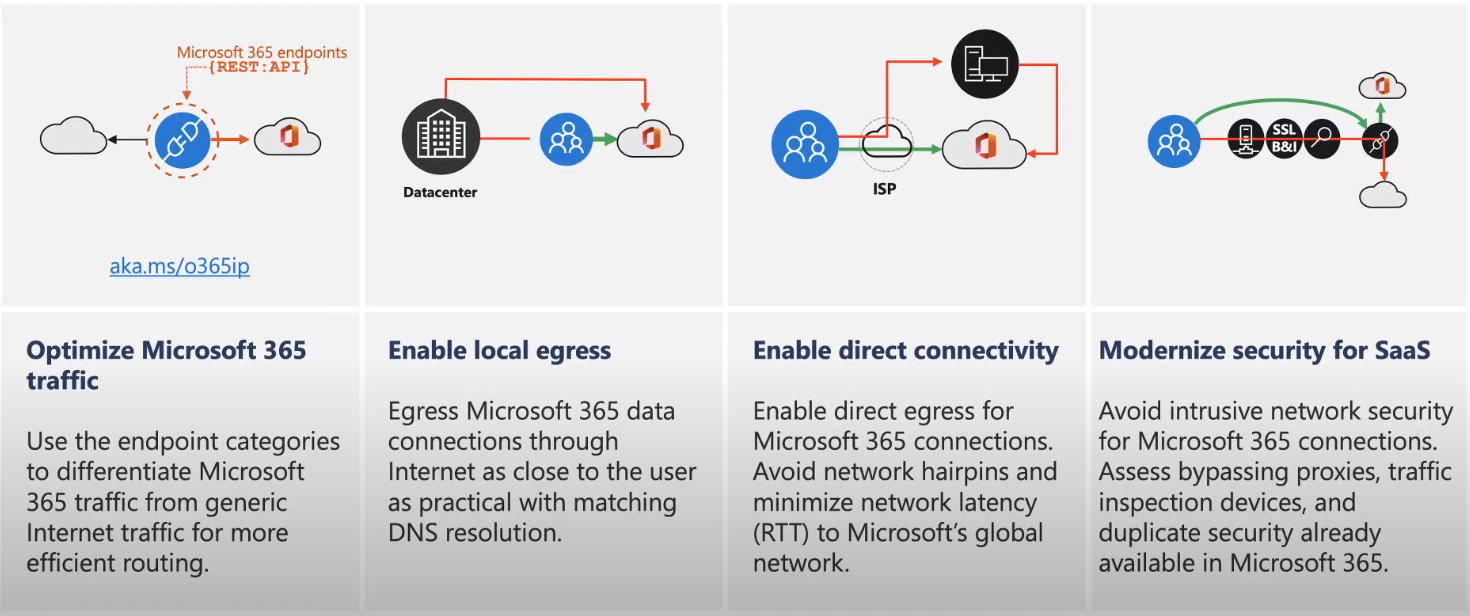 Microsoft 365 endpoints
{REST:API}
aka.ms/o365ip
Datacenter
ISP
SSL
B&I
Optimize Microsoft 365
traffic
Use the endpoint categories
to differentiate Microsoft
365 traffic from generic
Internet traffic for more
efficient routing.
Enable local egress
Egress Microsoft 365 data
connections through
Internet as close to the user
as practical with matching
DNS resolution.
Enable direct connectivity
Enable direct egress for
Microsoft 365 connections.
Avoid network hairpins and
minimize network latency
(RTT) to Microsoft’s global
network.
Modernize security for SaaS
Avoid intrusive network security
for Microsoft 365 connections.
Assess bypassing proxies, traffic
inspection devices, and
duplicate security already
available in Microsoft 365.